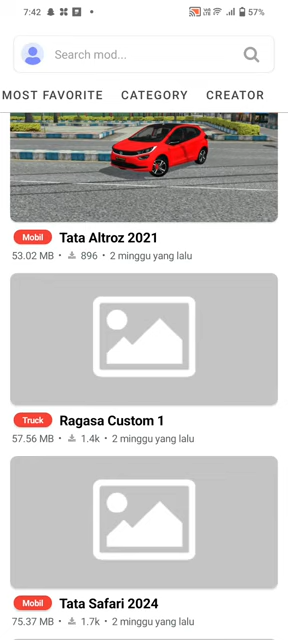 7:42
57%
Search mod...
MOST FAVORITE CATEGORY CREATOR
Mobil Tata Altroz 2021
53.02 MB • 896 • 2 minggu yang lalu
Truck Ragasa Custom 1
57.56 MB • 1.4k • 2 minggu yang lalu
Mobil Tata Safari 2024
75.37 MB • 1.7k • 2 minggu yang lalu